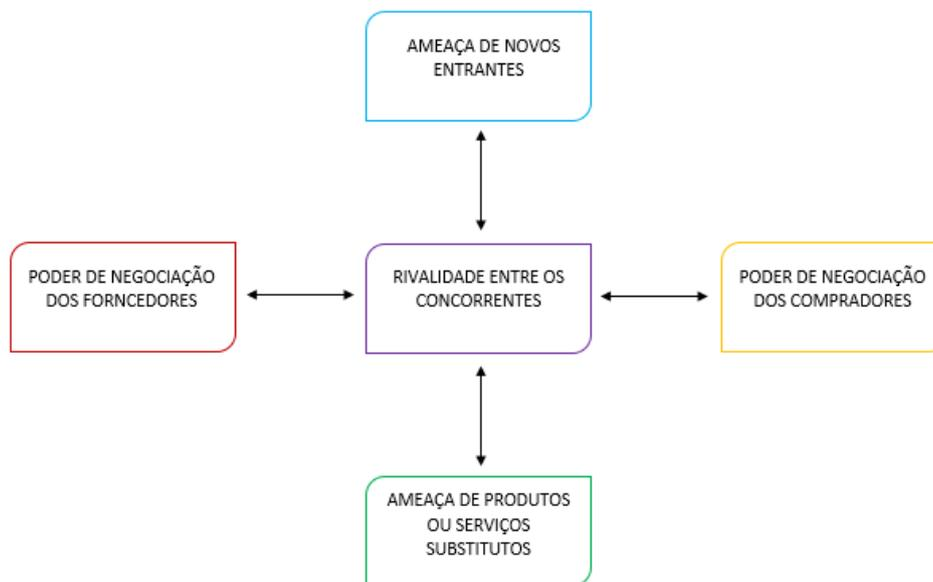 AMEAÇA DE NOVOS
ENTRANTES
PODER DE NEGOCIAÇÃO
DOS FORNCEDORES
RIVALIDADE ENTRE OS
CONCORRENTES
PODER DE NEGOCIAÇÃO
DOS COMPRADORES
AMEAÇA DE PRODUTOS
OU SERVIÇOS
SUBSTITUTOS